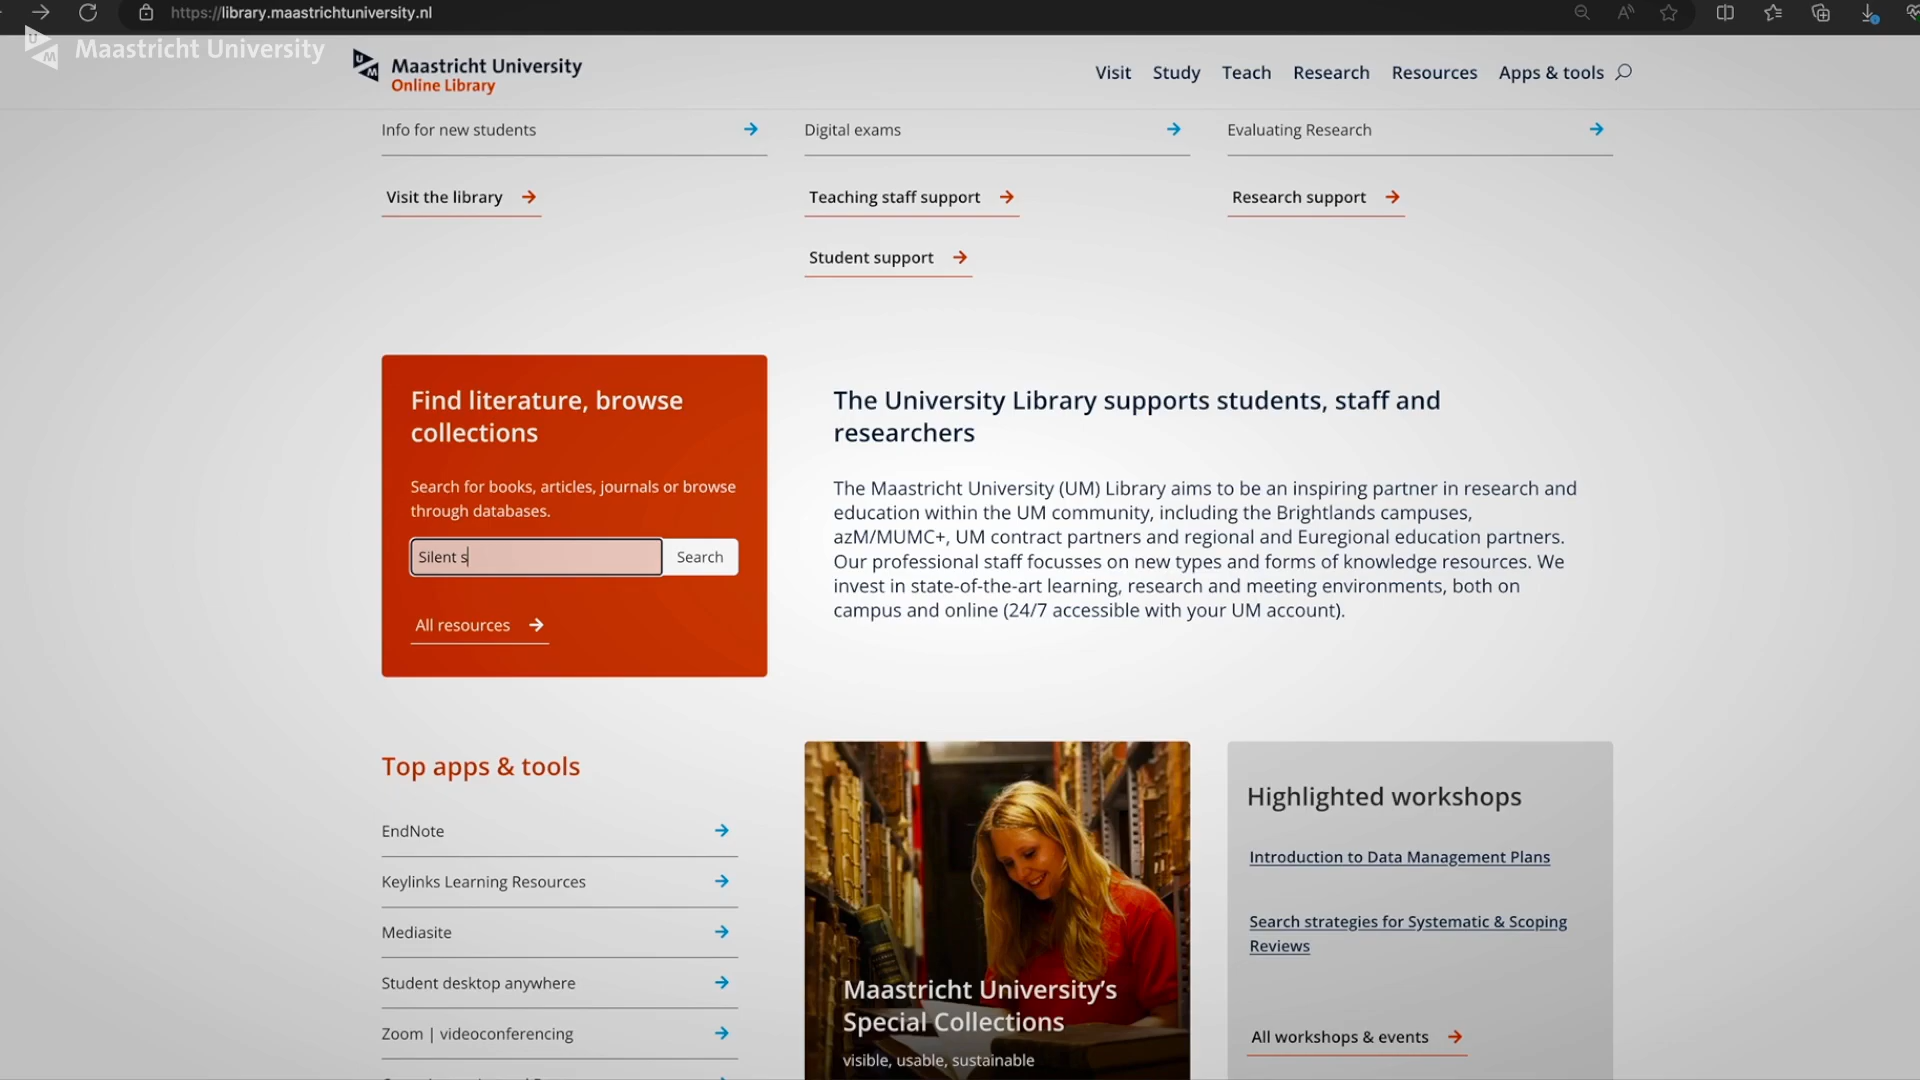 https://library.maastrichtuniversity.nl
Maastricht University
Maastricht University
Online Library
Visit
Study
Teach
Research
Resources
Apps & tools
Info for new students
Digital exams
Evaluating Research
Visit the library
Teaching staff support
Research support
Student support
Find literature, browse
collections
Search for books, articles, journals or browse
through databases.
Silent s
Search
All resources
The University Library supports students, staff and
researchers
The Maastricht University (UM) Library aims to be an inspiring partner in research and
education within the UM community, including the Brightlands campuses,
azM/MUMC+, UM contract partners and regional and Euregional education partners.
Our professional staff focusses on new types and forms of knowledge resources. We
invest in state-of-the-art learning, research and meeting environments, both on
campus and online (24/7 accessible with your UM account).
Top apps & tools
EndNote
Keylinks Learning Resources
Mediasite
Student desktop anywhere
Zoom | videoconferencing
Maastricht University’s
Special Collections
visible, usable, sustainable
Highlighted workshops
Introduction to Data Management Plans
Search strategies for Systematic & Scoping
Reviews
All workshops & events